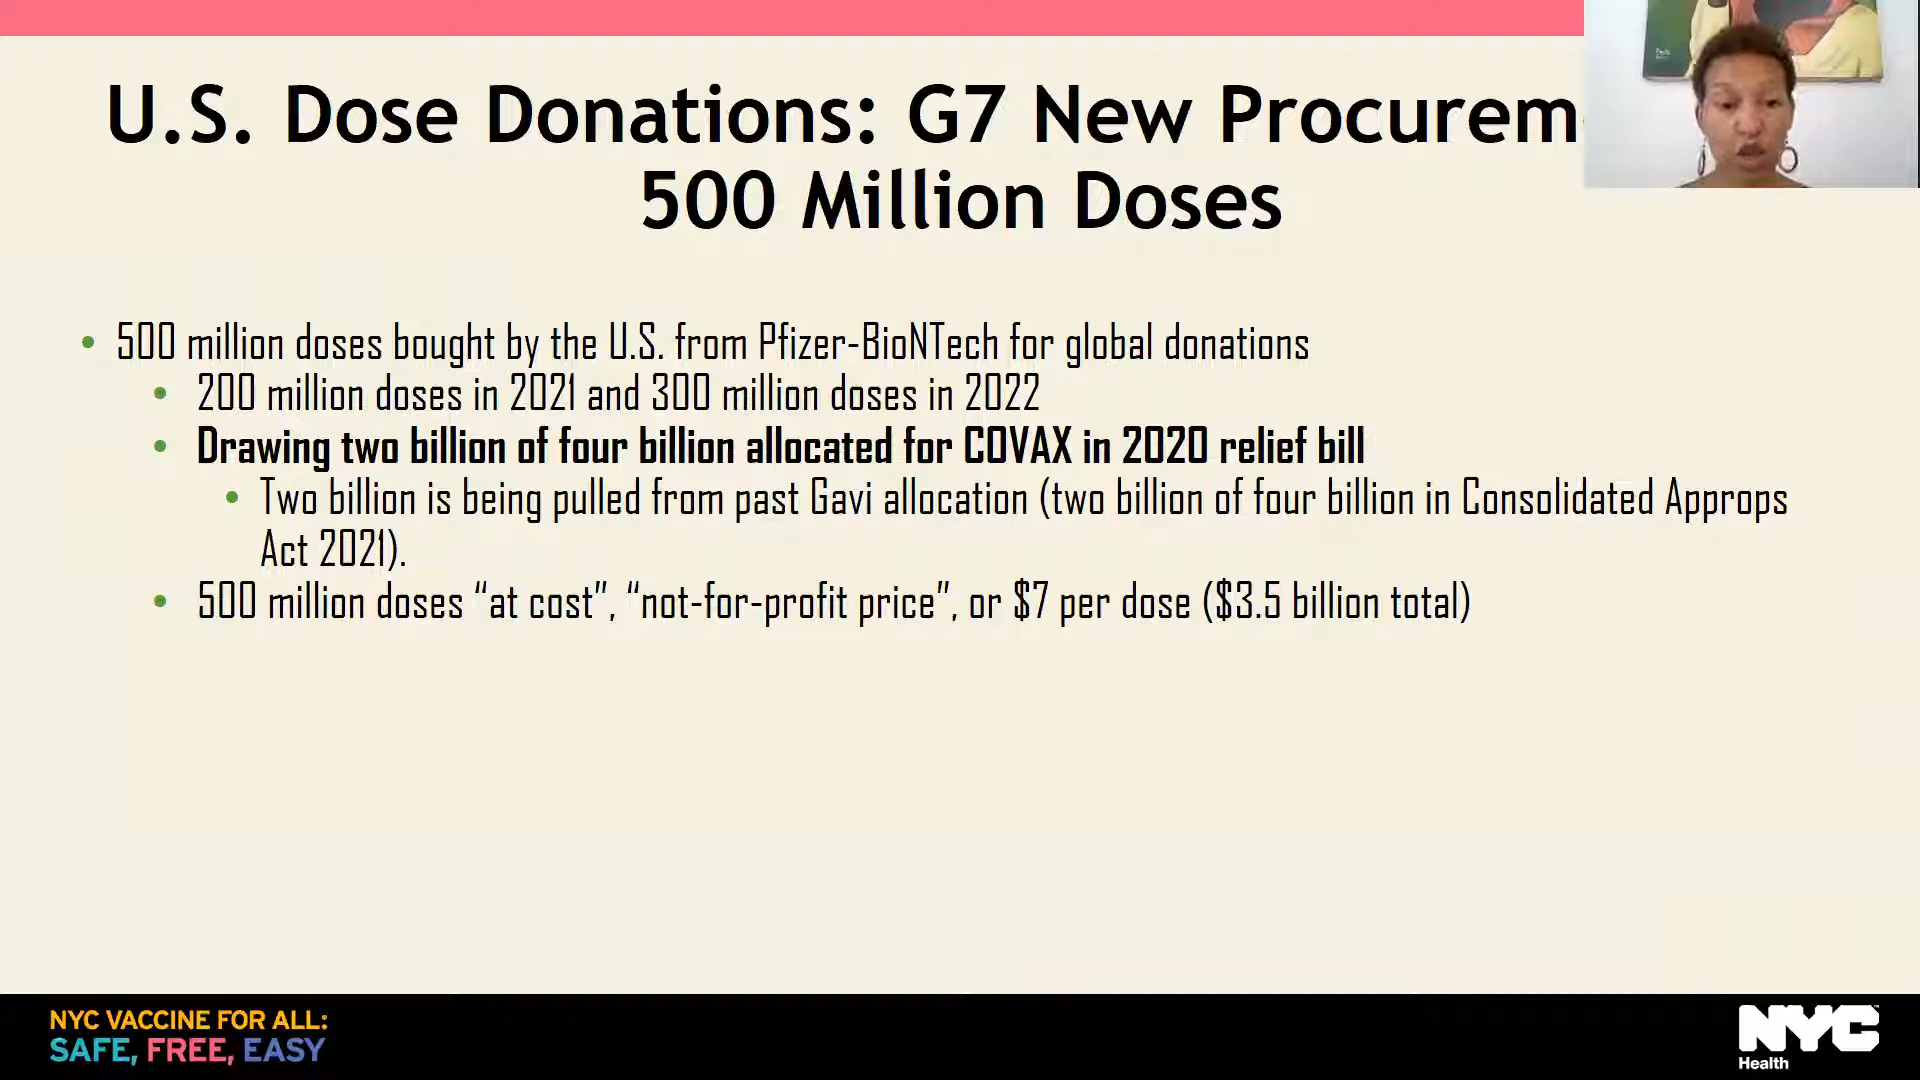 U.S. Dose Donations: G7 New Procurem
500 Million Doses
• 500 million doses bought by the U.S. from Pfizer-BioNTech for global donations
• 200 million doses in 2021 and 300 million doses in 2022
• Drawing two billion of four billion allocated for COVAX in 2020 relief bill
• Two billion is being pulled from past Gavi allocation (two billion of four billion in Consolidated Approps
Act 2021).
• 500 million doses “at cost”, “not-for-profit price”, or $7 per dose ($3.5 billion total)
NYC VACCINE FOR ALL:
SAFE, FREE, EASY
NYC
Health